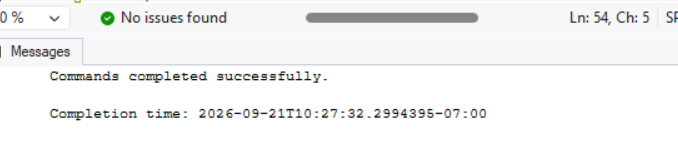 0 %
No issues found
Ln: 54, Ch: 5
Messages
Commands completed successfully.
Completion time: 2026-09-21T10:27:32.2994395-07:00